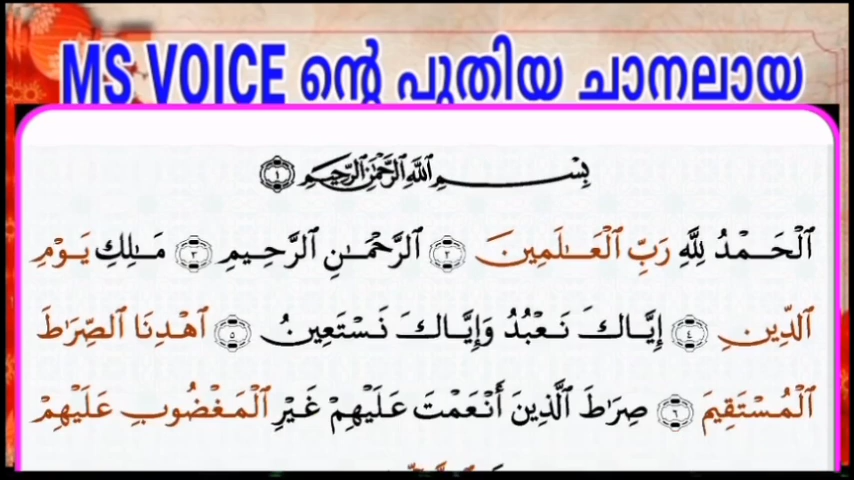 MS VOICE ന്റെ പുതിയ ചാനലായ
بِسْمِ ٱللَّهِ ٱلرَّحْمَٰنِ ٱلرَّحِيمِ ١
ٱلْحَمْدُ لِلَّهِ رَبِّ ٱلْعَٰلَمِينَ ٢ ٱلرَّحْمَٰنِ ٱلرَّحِيمِ ٣ مَٰلِكِ يَوْمِ
ٱلدِّينِ ٤ إِيَّاكَ نَعْبُدُ وَإِيَّاكَ نَسْتَعِينُ ٥ ٱهْدِنَا ٱلصِّرَٰطَ
ٱلْمُسْتَقِيمَ ٦ صِرَٰطَ ٱلَّذِينَ أَنْعَمْتَ عَلَيْهِمْ غَيْرِ ٱلْمَغْضُوبِ عَلَيْهِمْ